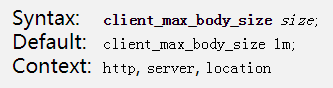 Syntax: client_max_body_size size;
Default: client_max_body_size 1m;
Context: http, server, location